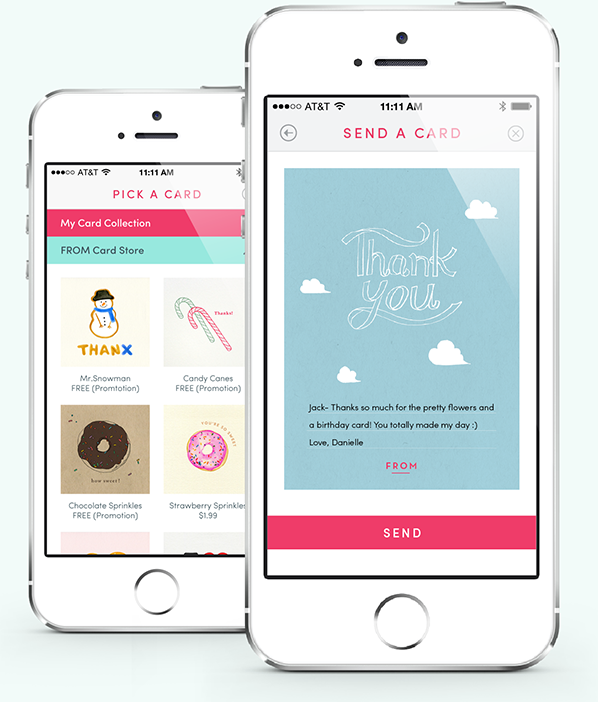 AT&T
11:11 AM
PICK A CARD
My Card Collection
FROM Card Store
THANX
Mr.Snowman
FREE (Promtotion)
Thanks!
Candy Canes
FREE (Promotion)
how sweet!
Chocolate Sprinkles
FREE (Promotion)
YOU'RE SO SWEET
Strawberry Sprinkles
$1.99
AT&T
11:11 AM
SEND A CARD
Thank
you
Jack- Thanks so much for the pretty flowers and
a birthday card! You totally made my day :)
Love, Danielle
FROM
SEND